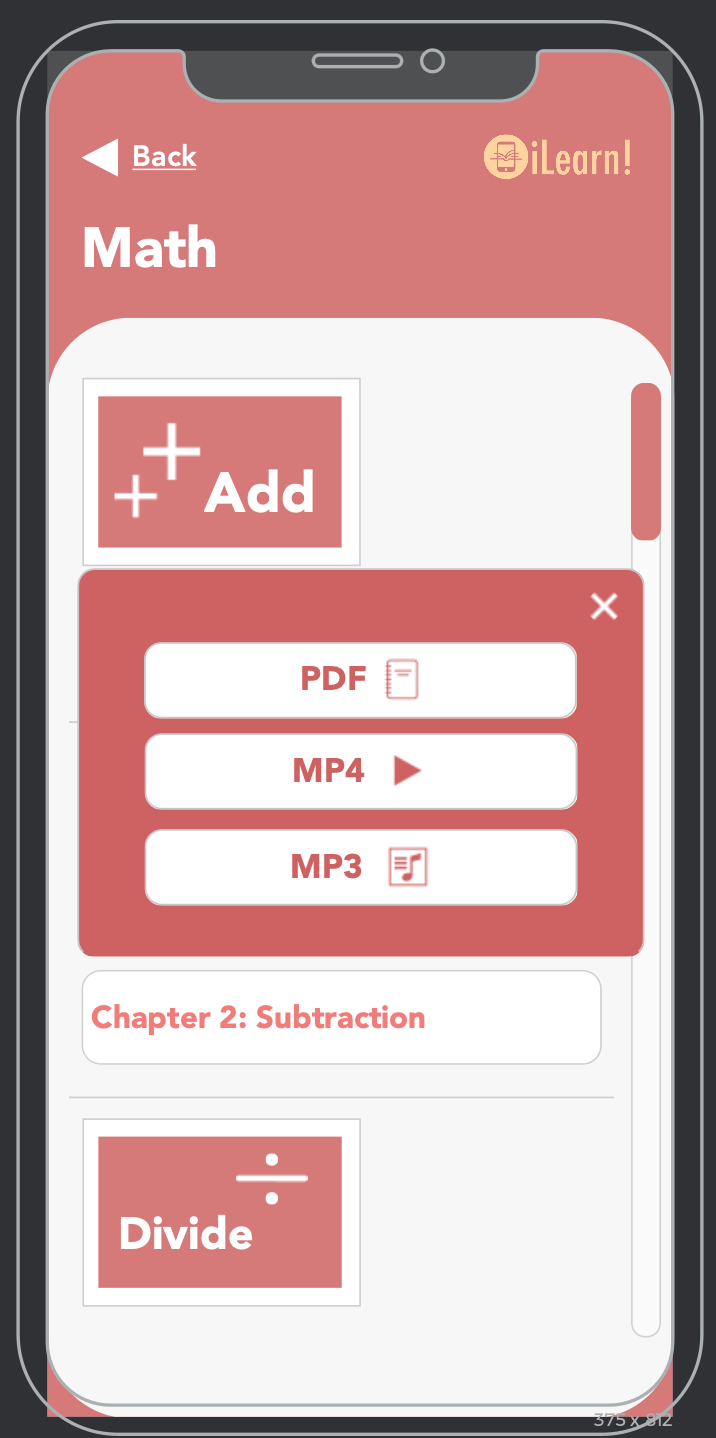 Back
iLearn!
Math
Add
PDF
MP4
MP3
Chapter 2: Subtraction
Divide
375 x 812